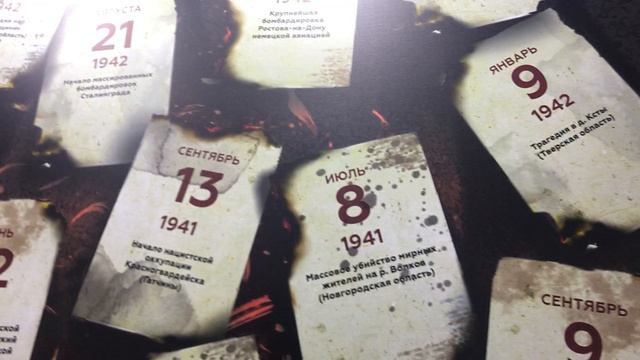 АВГУСТА
21
1942
Начало массированных
бомбардировок
Сталинграда
Крупнейшая
бомбардировка
Ростова-на-Дону
немецкой авиацией
ЯНВАРЬ
9
1942
Трагедия в д. Ксты
(Тверская область)
СЕНТЯБРЬ
13
1941
Начало нацистской
оккупации
Красногвардейска
(Гатчины)
ИЮЛЬ
8
1941
Массовое убийство мирных
жителей на р. Волхов
(Новгородская область)
СЕНТЯБРЬ
9